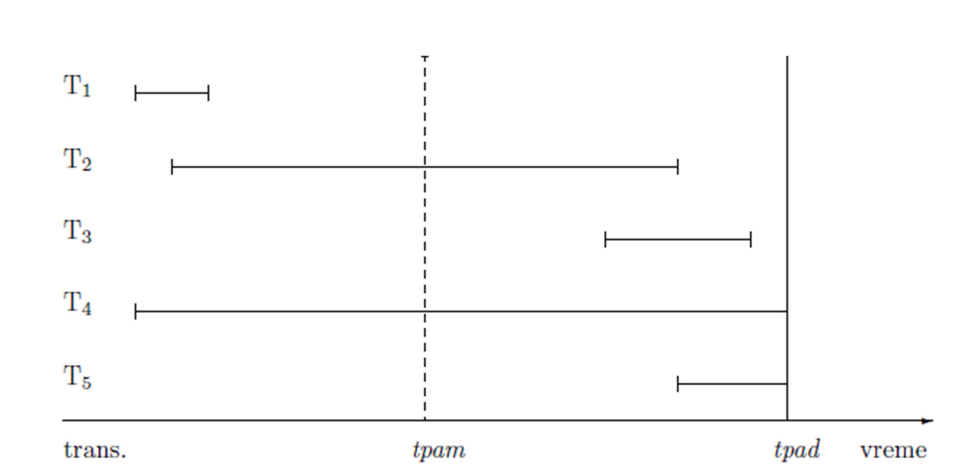 T₁
T₂
T₃
T₄
T₅
trans. tpam tpad vreme